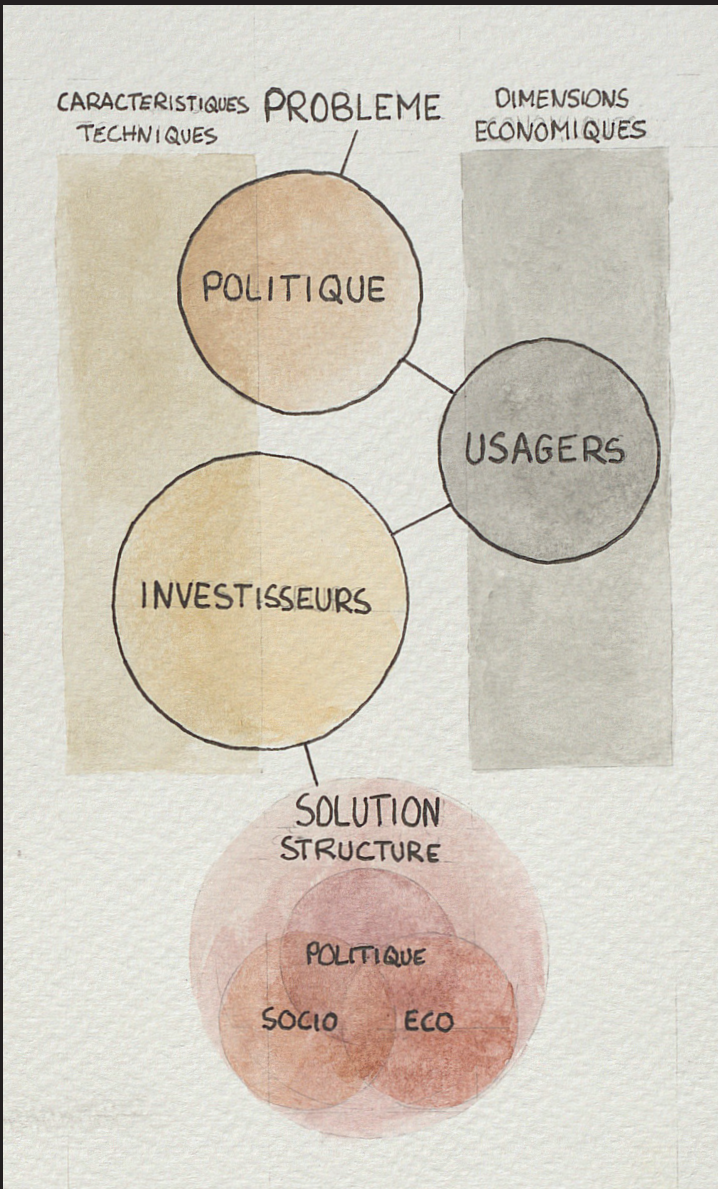 CARACTERISTIQUES
TECHNIQUES
PROBLEME
DIMENSIONS
ECONOMIQUES
POLITIQUE
USAGERS
INVESTISSEURS
SOLUTION
STRUCTURE
POLITIQUE
SOCIO
ECO